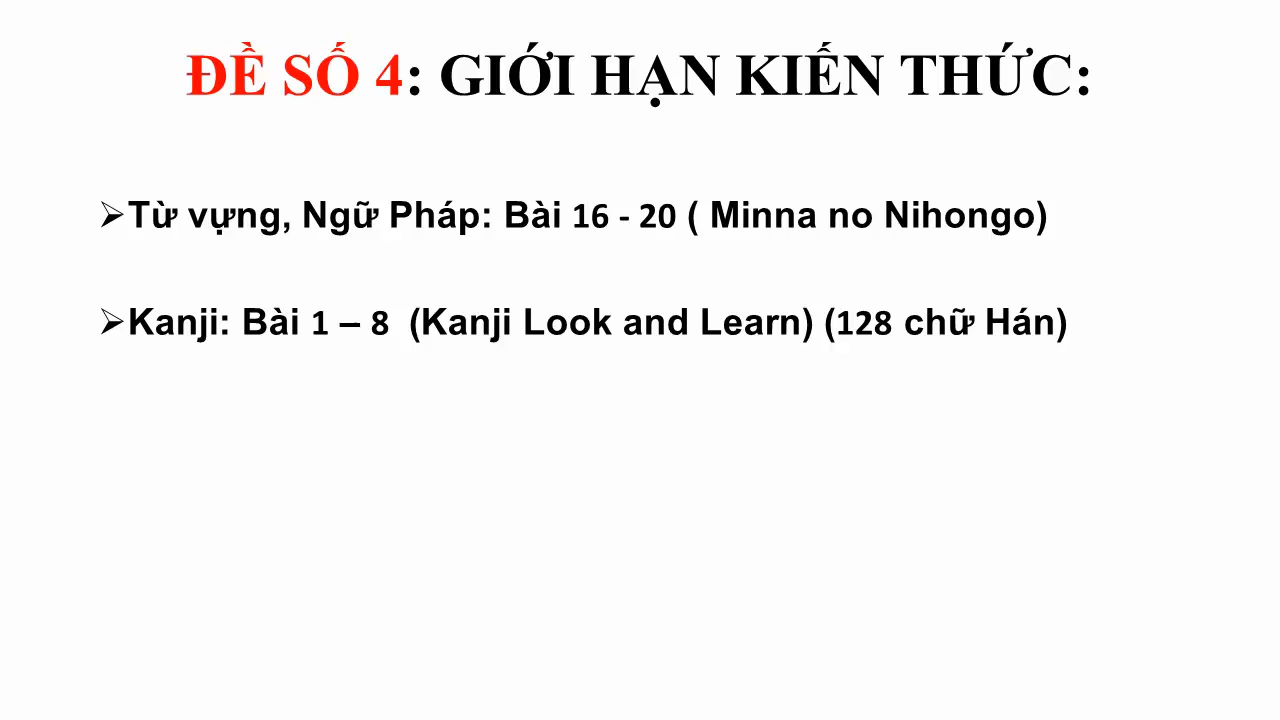 ĐỀ SỐ 4: GIỚI HẠN KIẾN THỨC:
➢Từ vựng, Ngữ Pháp: Bài 16 - 20 ( Minna no Nihongo)
➢Kanji: Bài 1 – 8 (Kanji Look and Learn) (128 chữ Hán)